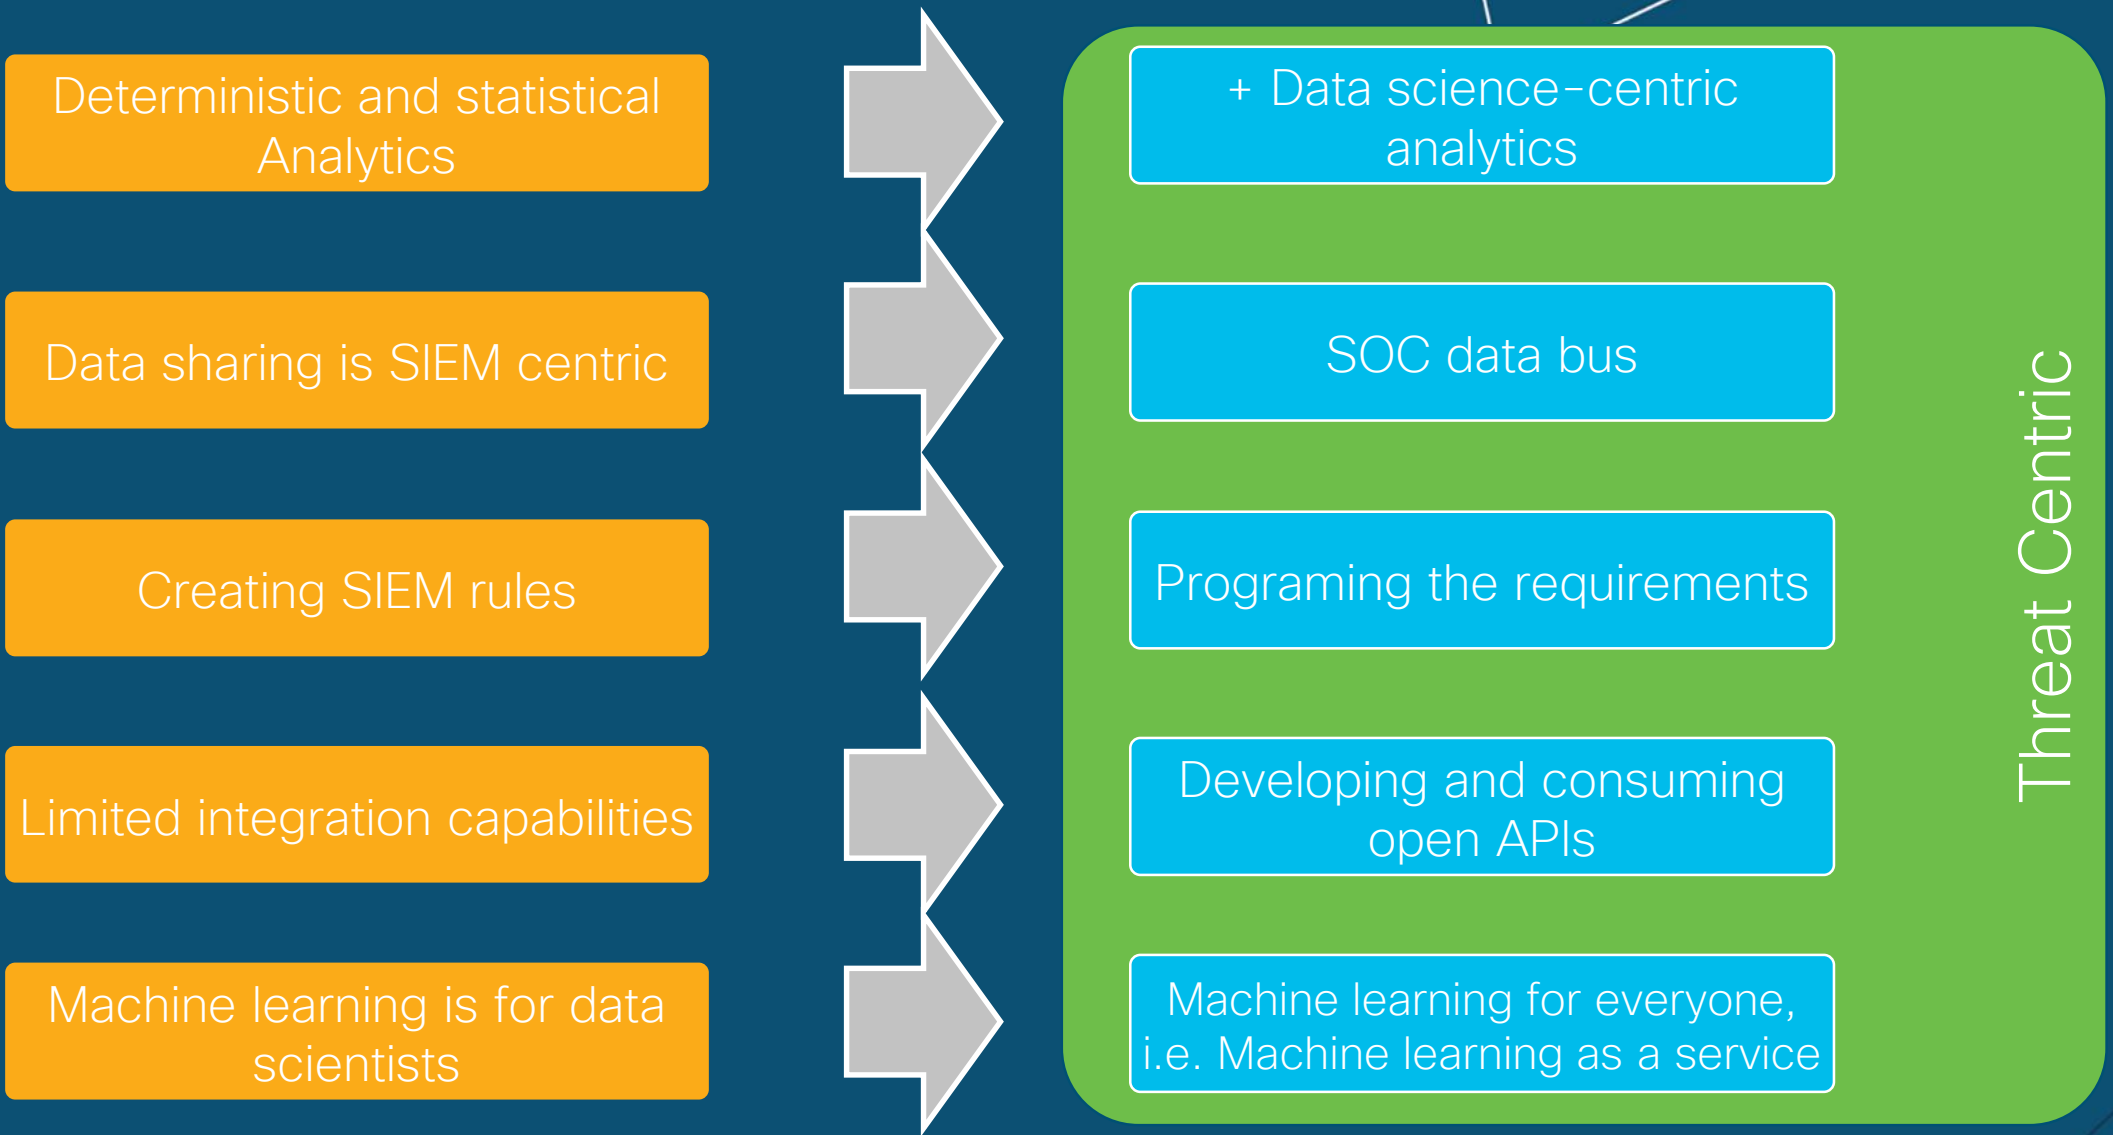 Deterministic and statistical
Analytics
+ Data science-centric
analytics
Data sharing is SIEM centric
SOC data bus
Creating SIEM rules
Programing the requirements
Limited integration capabilities
Developing and consuming
open APIs
Machine learning is for data
scientists
Machine learning for everyone,
i.e. Machine learning as a service
Threat Centric